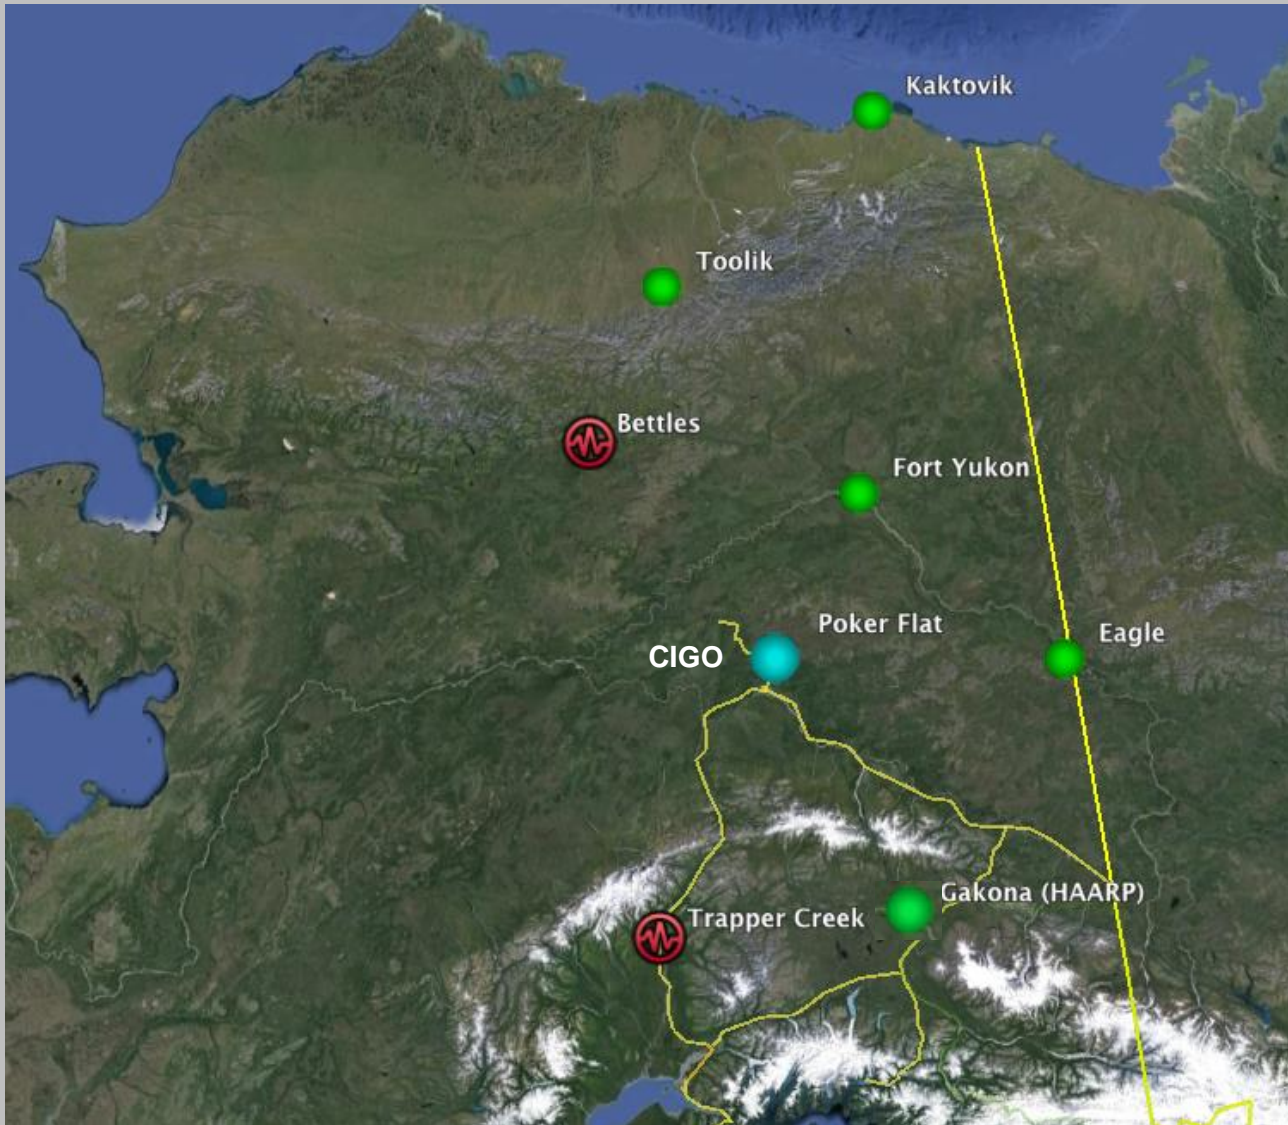 Kaktovik
Toolik
Bettles
Fort Yukon
Poker Flat
CIGO
Eagle
Gakona (HAARP)
Trapper Creek